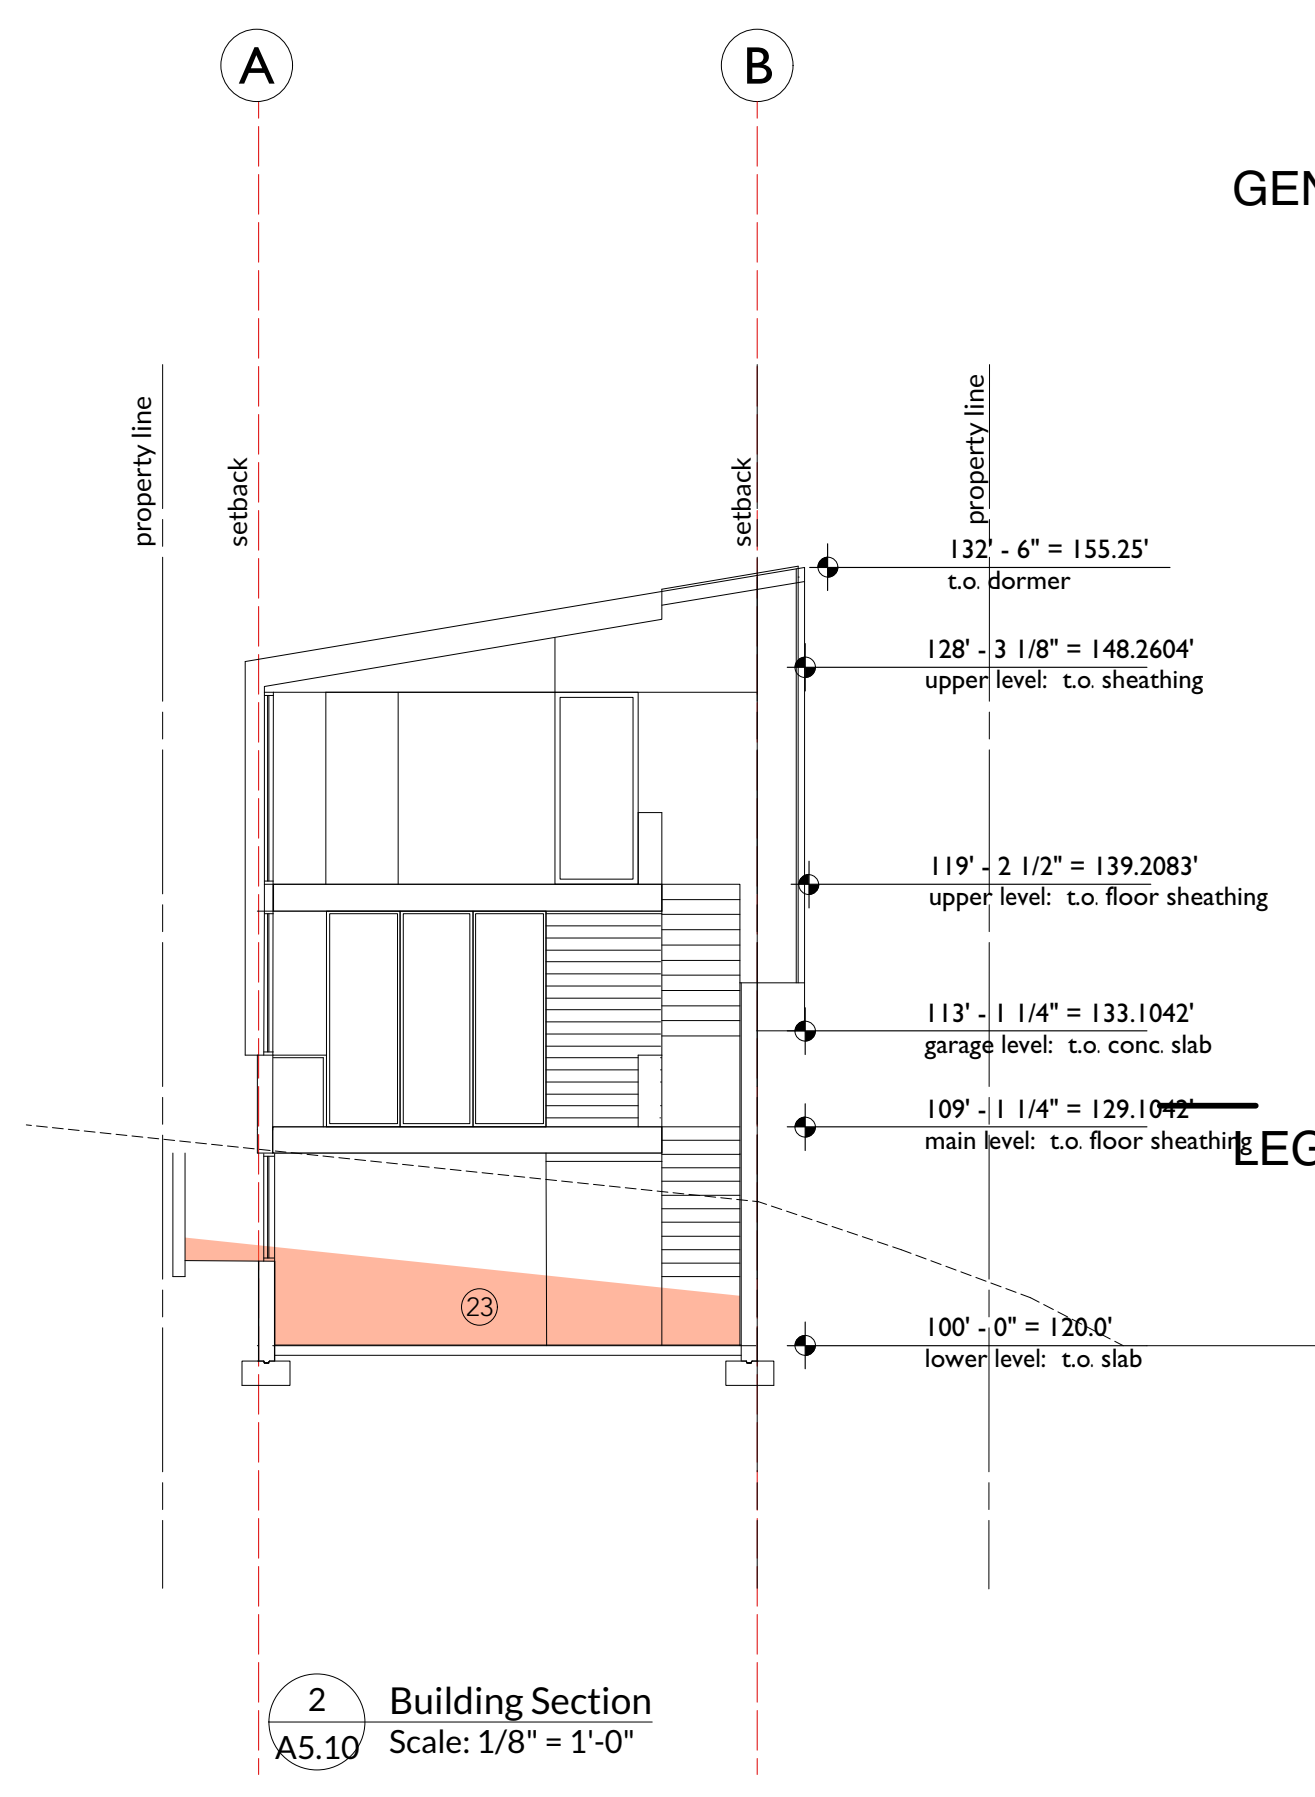 A
B
GEN
property line
setback
setback
property line
132' - 6" = 155.25'
t.o. dormer
128' - 3 1/8" = 148.2604'
upper level: t.o. sheathing
119' - 2 1/2" = 139.2083'
upper level: t.o. floor sheathing
113' - 1 1/4" = 133.1042'
garage level: t.o. conc. slab
109' - 1 1/4" = 129.1042'
main level: t.o. floor sheathing
LEG
23
100' - 0" = 120.0'
lower level: t.o. slab
2
A5.10
Building Section
Scale: 1/8" = 1'-0"